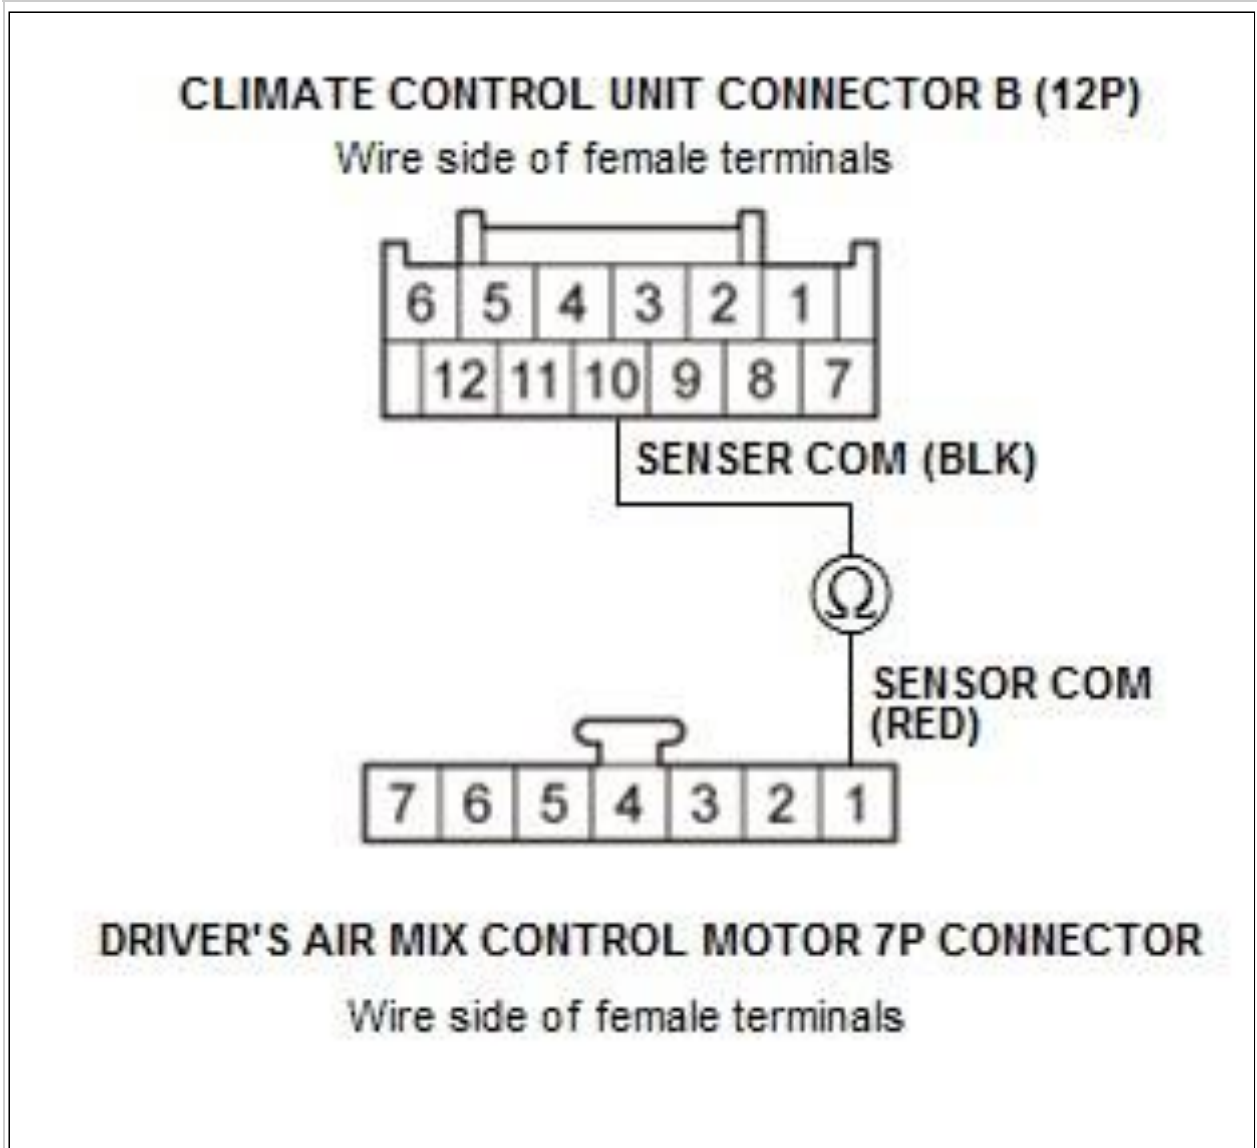 CLIMATE CONTROL UNIT CONNECTOR B (12P)
Wire side of female terminals
6 5 4 3 2 1
12 11 10 9 8 7
SENSER COM (BLK)
Ω
SENSOR COM
(RED)
7 6 5 4 3 2 1
DRIVER'S AIR MIX CONTROL MOTOR 7P CONNECTOR
Wire side of female terminals